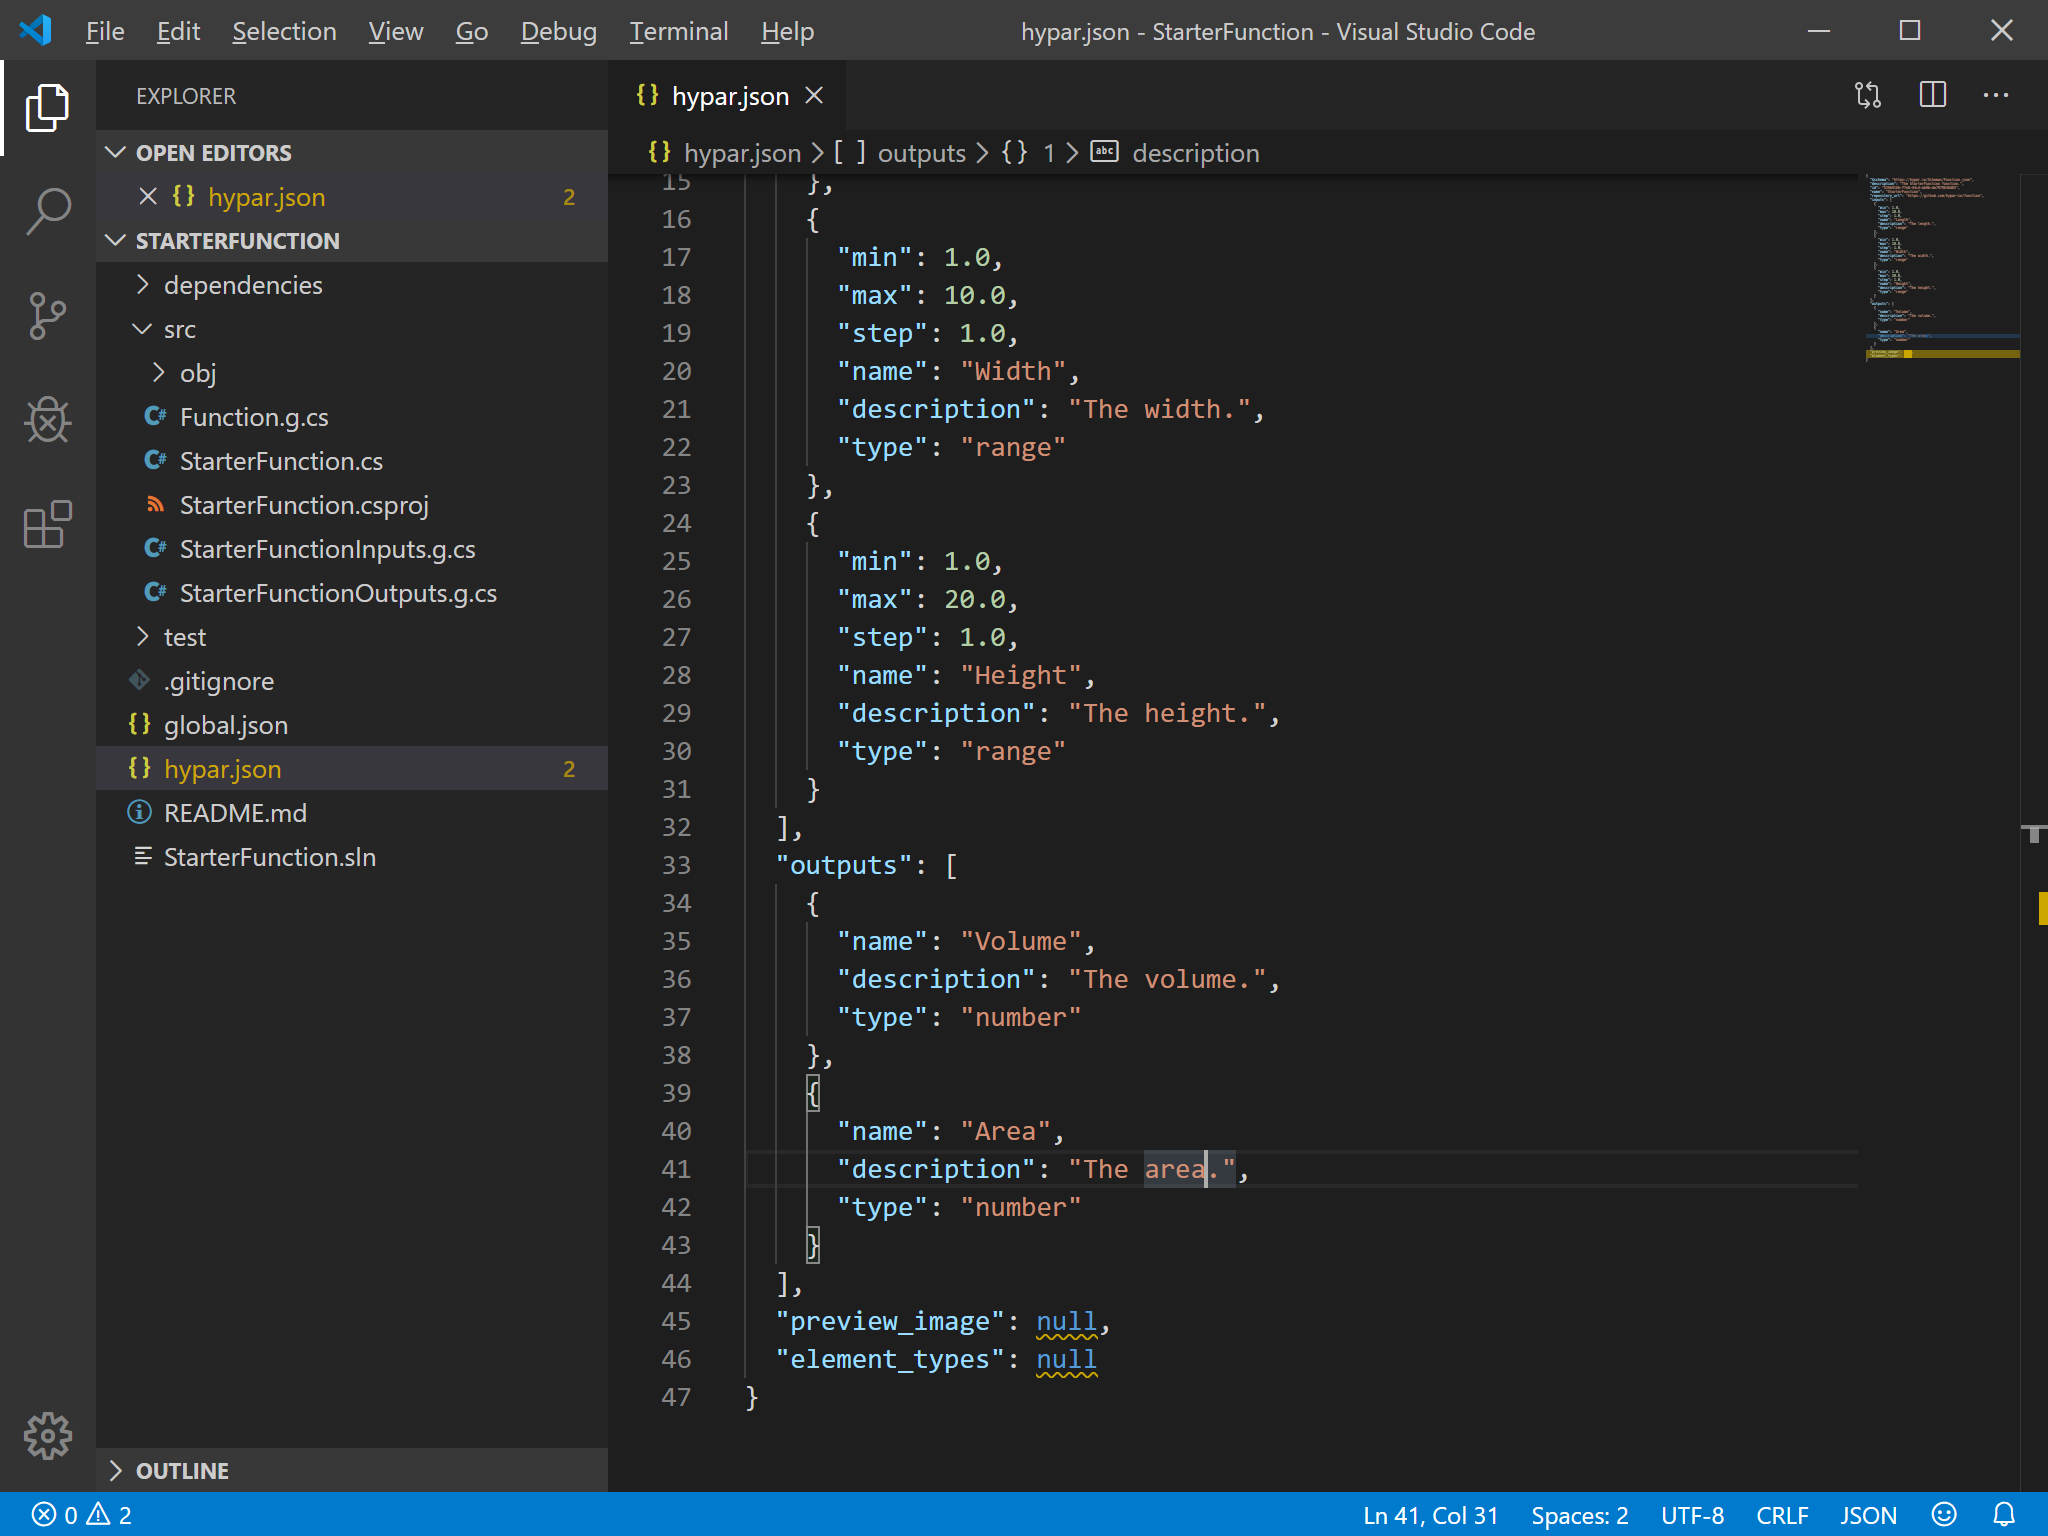 File Edit Selection View Go Debug Terminal Help hypar.json - StarterFunction - Visual Studio Code
EXPLORER
OPEN EDITORS
{} hypar.json 2
STARTERFUNCTION
dependencies
src
obj
C# Function.g.cs
C# StarterFunction.cs
StarterFunction.csproj
C# StarterFunctionInputs.g.cs
C# StarterFunctionOutputs.g.cs
test
.gitignore
{} global.json
{} hypar.json 2
README.md
StarterFunction.sln
OUTLINE
{} hypar.json
{} hypar.json > [ ] outputs > {} 1 > abc description
15 },
16 {
17 "min": 1.0,
18 "max": 10.0,
19 "step": 1.0,
20 "name": "Width",
21 "description": "The width.",
22 "type": "range"
23 },
24 {
25 "min": 1.0,
26 "max": 20.0,
27 "step": 1.0,
28 "name": "Height",
29 "description": "The height.",
30 "type": "range"
31 }
32 ],
33 "outputs": [
34 {
35 "name": "Volume",
36 "description": "The volume.",
37 "type": "number"
38 },
39 {
40 "name": "Area",
41 "description": "The area.",
42 "type": "number"
43 }
44 ],
45 "preview_image": null,
46 "element_types": null
47 }
0 2 Ln 41, Col 31 Spaces: 2 UTF-8 CRLF JSON